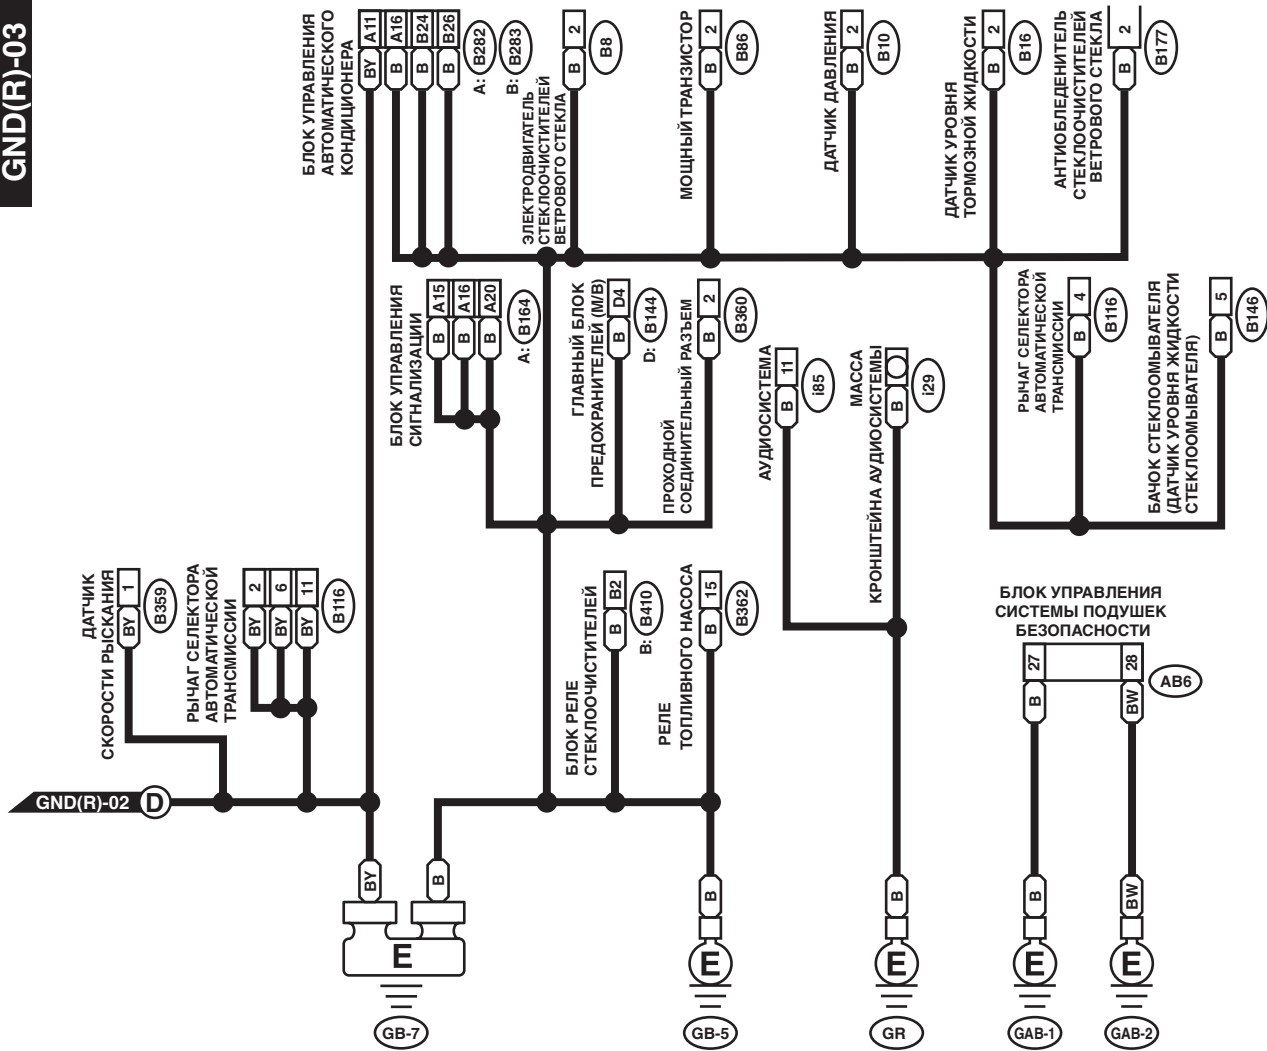 GND(R)-03
БЛОК УПРАВЛЕНИЯ
АВТОМАТИЧЕСКОГО
КОНДИЦИОНЕРА
A11
A16
B24
B26
BY
B
B
B
A: B282
B: B283
ЭЛЕКТРОДВИГАТЕЛЬ
СТЕКЛООЧИСТИТЕЛЕЙ
ВЕТРОВОГО СТЕКЛА
2
B
B8
МОЩНЫЙ ТРАНЗИСТОР
2
B
B86
ДАТЧИК ДАВЛЕНИЯ
2
B
B10
ДАТЧИК УРОВНЯ
ТОРМОЗНОЙ ЖИДКОСТИ
2
B
B16
АНТИОБЛЕДЕНИТЕЛЬ
СТЕКЛООЧИСТИТЕЛЕЙ
ВЕТРОВОГО СТЕКЛА
2
B
B177
БЛОК УПРАВЛЕНИЯ
СИГНАЛИЗАЦИИ
A15
A16
A20
B
B
B
A: B164
ГЛАВНЫЙ БЛОК
ПРЕДОХРАНИТЕЛЕЙ (M/B)
D4
B
D: B144
ПРОХОДНОЙ
СОЕДИНИТЕЛЬНЫЙ РАЗЪЕМ
2
B
B360
АУДИОСИСТЕМА
11
B
i85
МАССА
КРОНШТЕЙНА АУДИОСИСТЕМЫ
B
i29
РЫЧАГ СЕЛЕКТОРА
АВТОМАТИЧЕСКОЙ
ТРАНСМИССИИ
4
B
B116
БАЧОК СТЕКЛООМЫВАТЕЛЯ
(ДАТЧИК УРОВНЯ ЖИДКОСТИ
СТЕКЛООМЫВАТЕЛЯ)
5
B
B146
ДАТЧИК
СКОРОСТИ РЫСКАНИЯ
1
BY
B359
РЫЧАГ СЕЛЕКТОРА
АВТОМАТИЧЕСКОЙ
ТРАНСМИССИИ
2
6
11
BY
BY
BY
B116
БЛОК РЕЛЕ
СТЕКЛООЧИСТИТЕЛЕЙ
B2
B
B: B410
РЕЛЕ
ТОПЛИВНОГО НАСОСА
15
B
B362
БЛОК УПРАВЛЕНИЯ
СИСТЕМЫ ПОДУШЕК
БЕЗОПАСНОСТИ
27
28
B
BW
AB6
GND(R)-02
D
BY
B
B
B
B
BW
E
E
E
E
E
GB-7
GB-5
GR
GAB-1
GAB-2